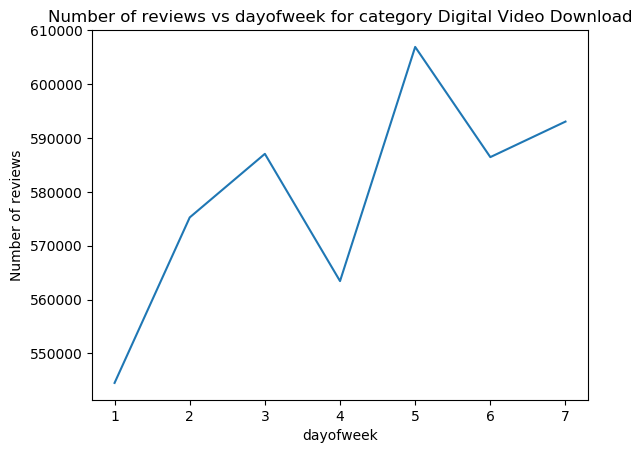 Number of reviews vs dayofweek for category Digital Video Download
610000
600000
590000
580000
570000
560000
550000
Number of reviews
1 2 3 4 5 6 7
dayofweek